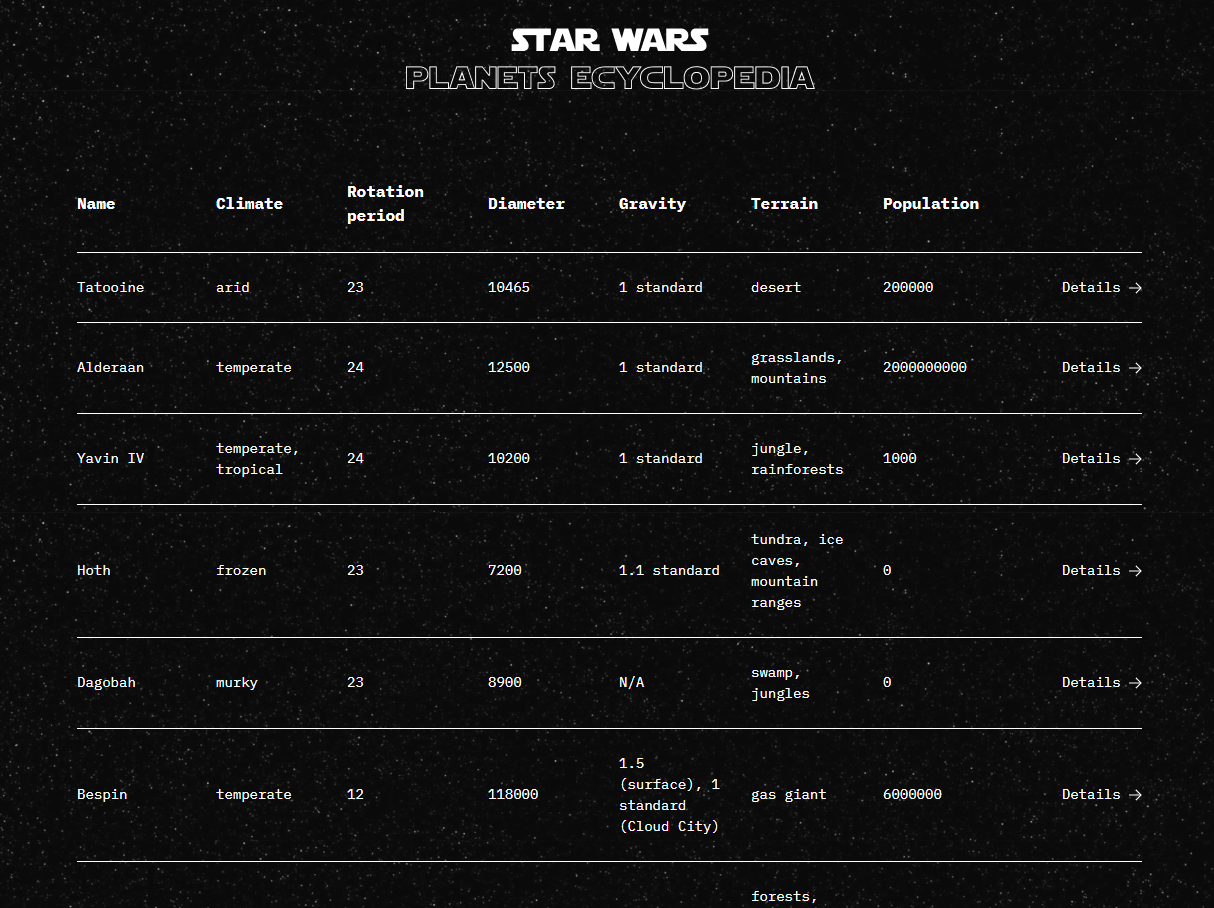 STAR WARS
PLANETS ECYCLOPEDIA
Name Climate Rotation period Diameter Gravity Terrain Population
Tatooine arid 23 10465 1 standard desert 200000 Details →
Alderaan temperate 24 12500 1 standard grasslands, mountains 2000000000 Details →
Yavin IV temperate, tropical 24 10200 1 standard jungle, rainforests 1000 Details →
Hoth frozen 23 7200 1.1 standard tundra, ice caves, mountain ranges 0 Details →
Dagobah murky 23 8900 N/A swamp, jungles 0 Details →
Bespin temperate 12 118000 1.5 (surface), 1 standard (Cloud City) gas giant 6000000 Details →
forests,